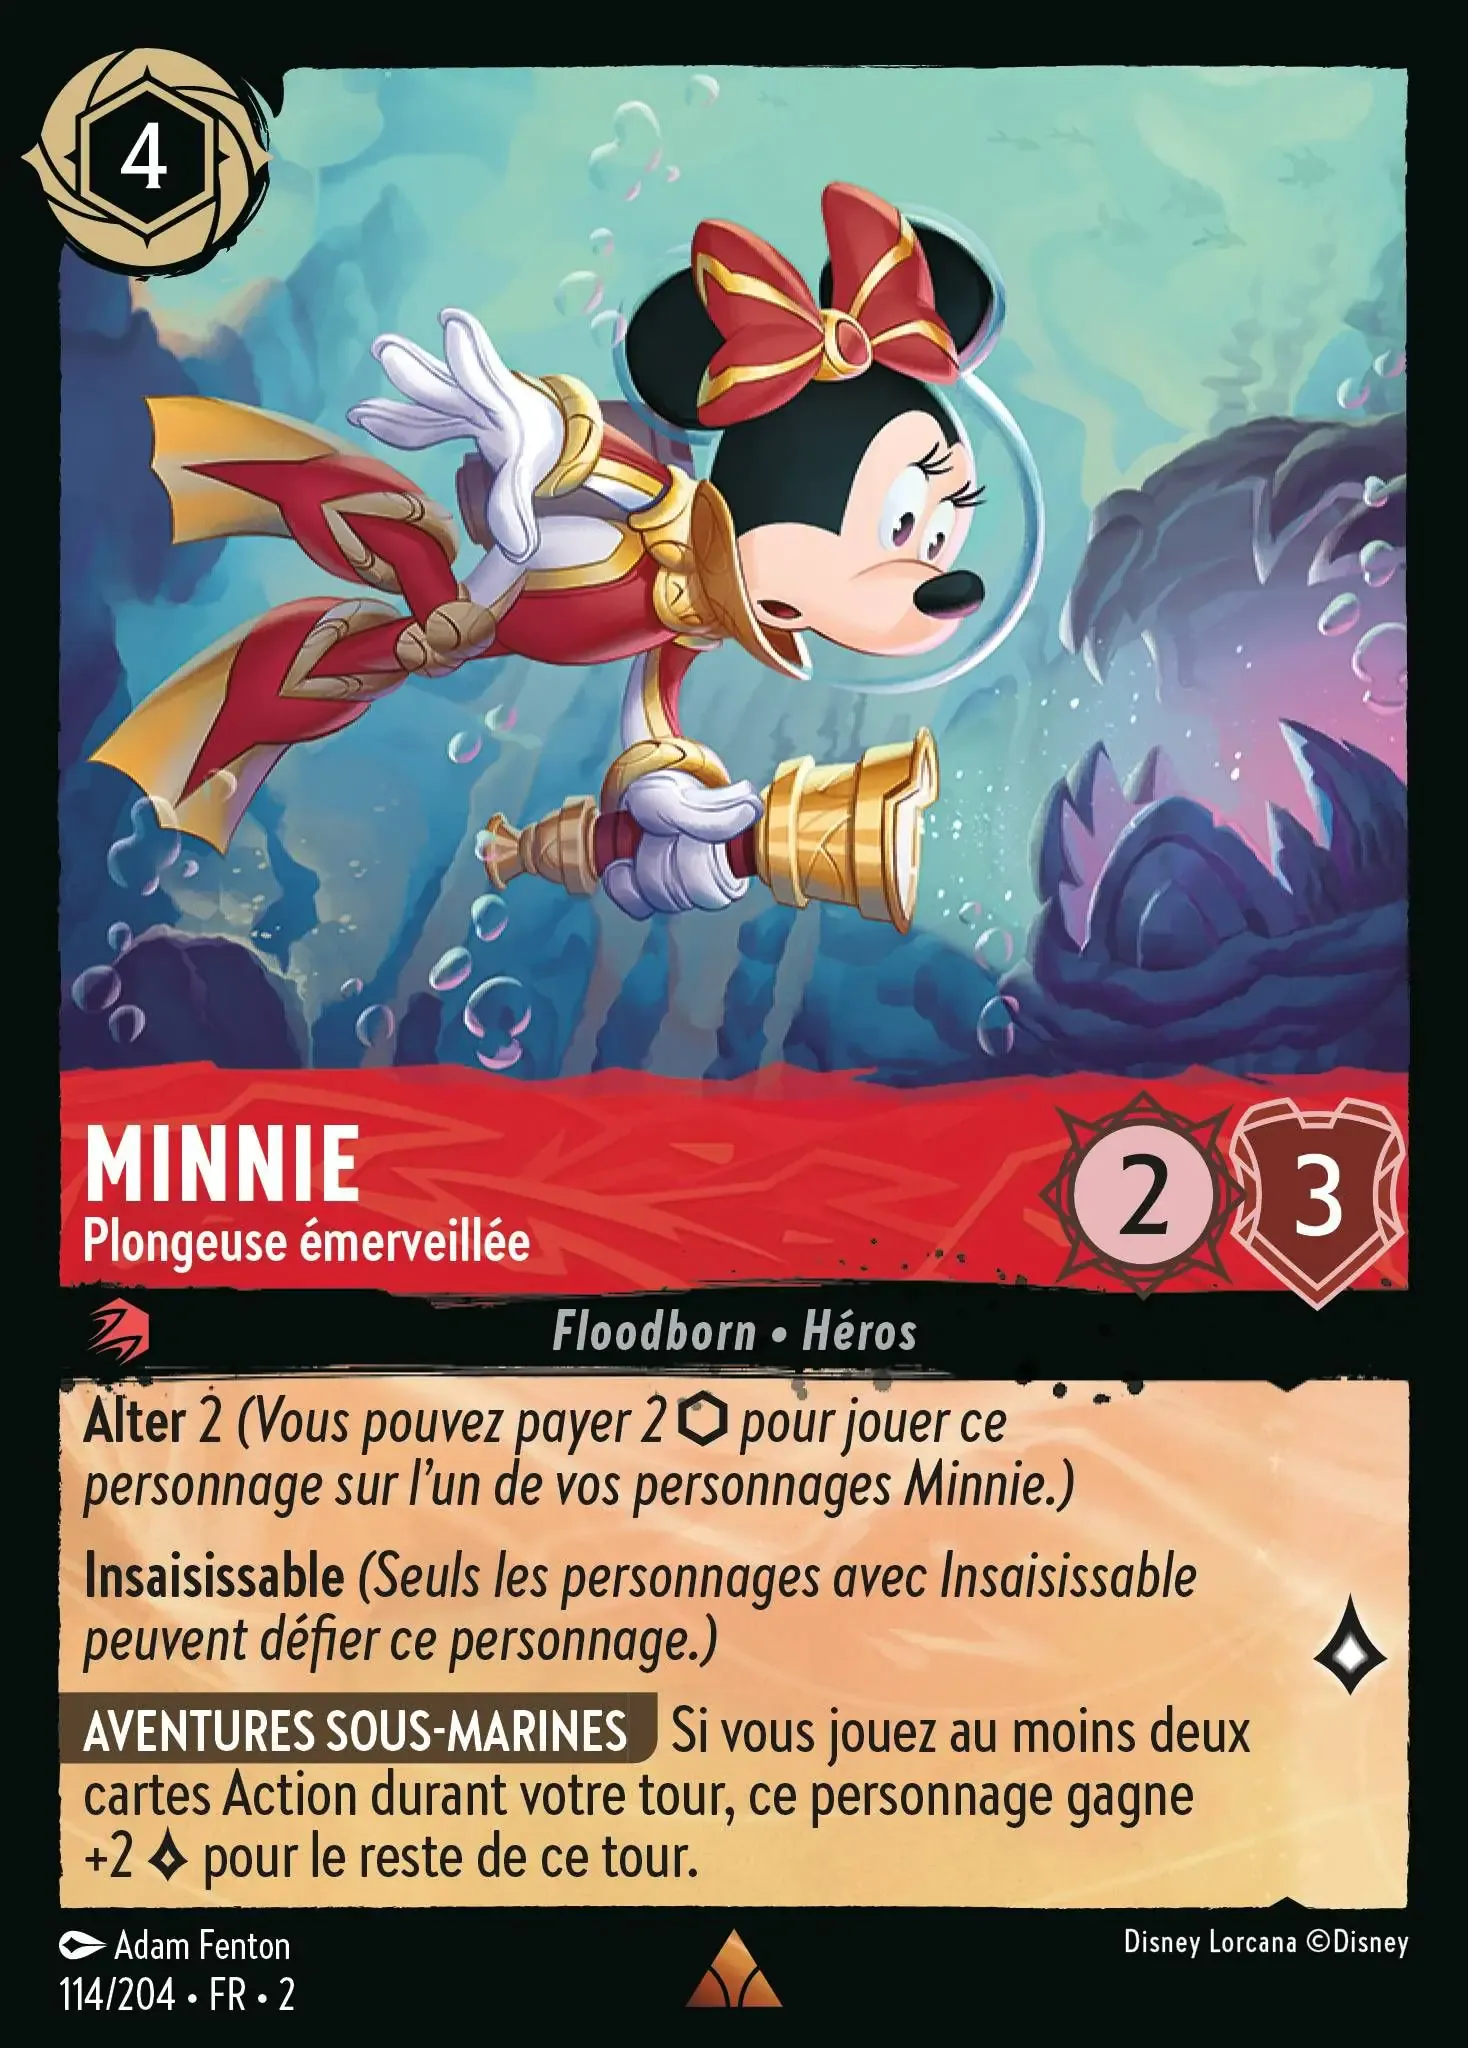 4
MINNIE
Plongeuse émerveillée
2
3
Floodborn • Héros
Alter 2 (Vous pouvez payer 2 ⬡ pour jouer ce
personnage sur l'un de vos personnages Minnie.)
Insaisissable (Seuls les personnages avec Insaisissable
peuvent défier ce personnage.)
AVENTURES SOUS-MARINES Si vous jouez au moins deux
cartes Action durant votre tour, ce personnage gagne
+2 ⟡ pour le reste de ce tour.
Adam Fenton
Disney Lorcana ©Disney
114/204 • FR • 2